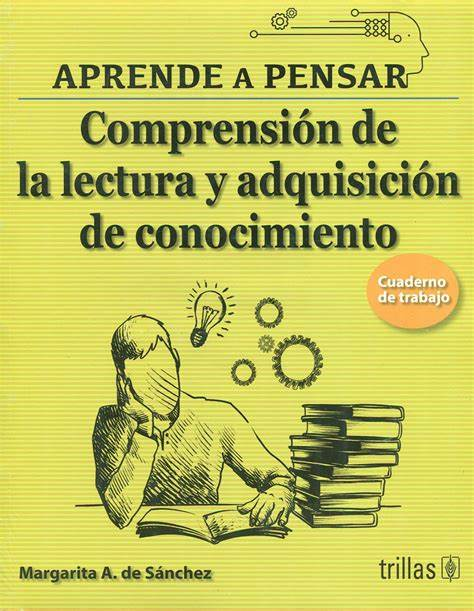 APRENDE A PENSAR
Comprensión de
la lectura y adquisición
de conocimiento
Cuaderno
de trabajo
Margarita A. de Sánchez
trillas